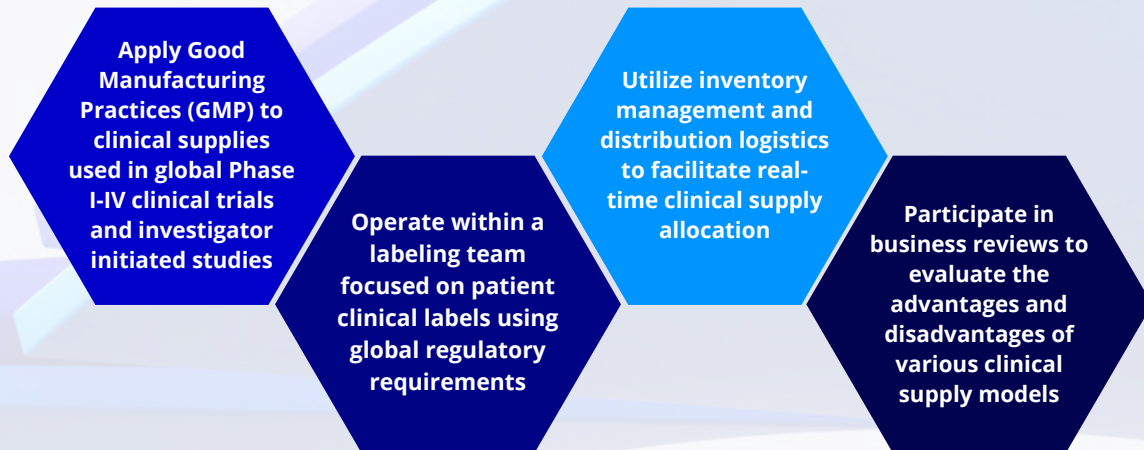 Apply Good
Manufacturing
Practices (GMP) to
clinical supplies
used in global Phase
I-IV clinical trials
and investigator
initiated studies
Operate within a
labeling team
focused on patient
clinical labels using
global regulatory
requirements
Utilize inventory
management and
distribution logistics
to facilitate real-
time clinical supply
allocation
Participate in
business reviews to
evaluate the
advantages and
disadvantages of
various clinical
supply models